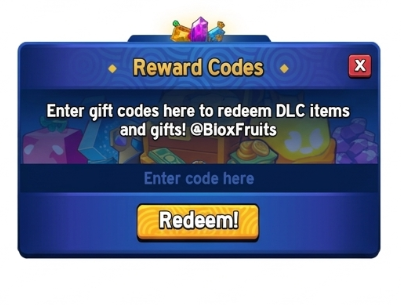 Reward Codes
X
Enter gift codes here to redeem DLC items
and gifts! @BloxFruits
Enter code here
Redeem!